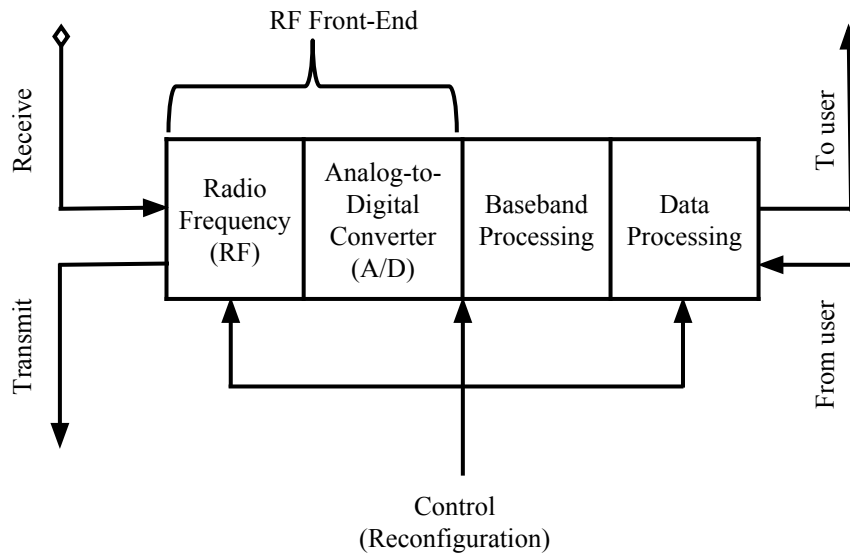 RF Front-End
Receive
Transmit
Radio
Frequency
(RF)
Analog-to-
Digital
Converter
(A/D)
Baseband
Processing
Data
Processing
To user
From user
Control
(Reconfiguration)